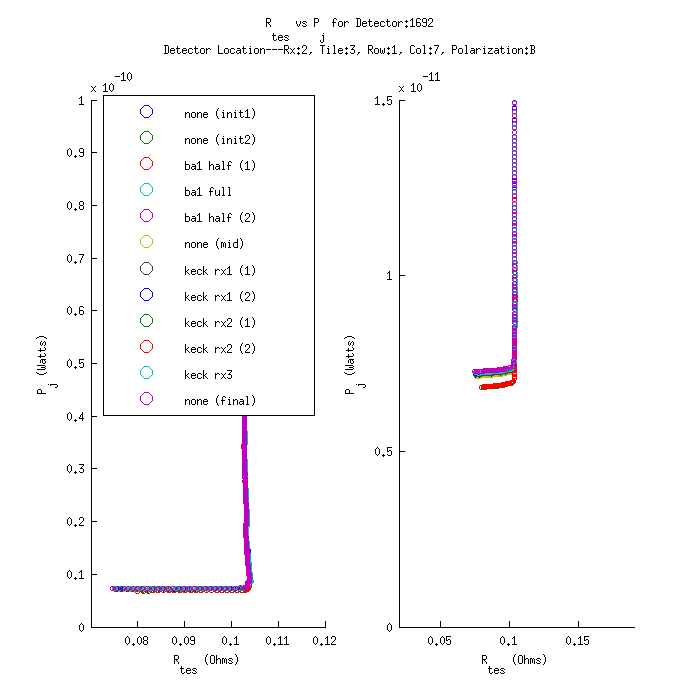 R tes vs P j for Detector:1692
Detector Location---Rx:2, Tile:3, Row:1, Col:7, Polarization:B
x 10^-10
1
0.9
0.8
0.7
0.6
0.5
0.4
0.3
0.2
0.1
0
P j (Watts)
none (init1)
none (init2)
ba1 half (1)
ba1 full
ba1 half (2)
none (mid)
keck rx1 (1)
keck rx1 (2)
keck rx2 (1)
keck rx2 (2)
keck rx3
none (final)
0.08 0.09 0.1 0.11 0.12
R tes (Ohms)
x 10^-11
1.5
1
0.5
0
P j (Watts)
0.05 0.1 0.15
R tes (Ohms)